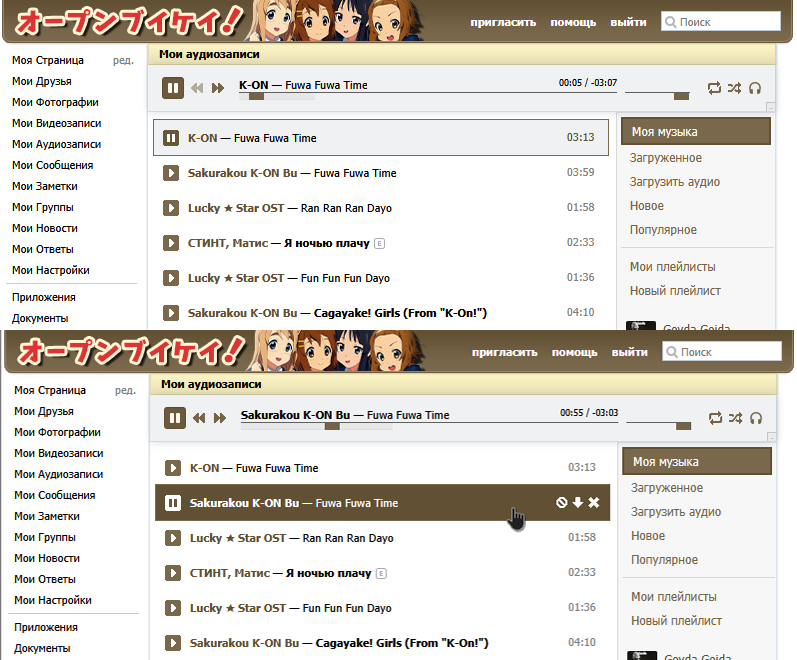 オープンブイケイ!
пригласить помощь выйти Поиск
Моя Страница ред.
Мои Друзья
Мои Фотографии
Мои Видеозаписи
Мои Аудиозаписи
Мои Сообщения
Мои Заметки
Мои Группы
Мои Новости
Мои Ответы
Мои Настройки
Приложения
Документы
Мои аудиозаписи
K-ON — Fuwa Fuwa Time 00:05 / -03:07
K-ON — Fuwa Fuwa Time 03:13
Sakurakou K-ON Bu — Fuwa Fuwa Time 03:59
Lucky ★ Star OST — Ran Ran Ran Dayo 01:58
СТИНТ, Матис — Я ночью плачу E 02:33
Lucky ★ Star OST — Fun Fun Fun Dayo 01:36
Sakurakou K-ON Bu — Cagayake! Girls (From "K-On!") 04:10
Моя музыка
Загруженное
Загрузить аудио
Новое
Популярное
Мои плейлисты
Новый плейлист
Goyda Gojda
オープンブイケイ!
пригласить помощь выйти Поиск
Моя Страница ред.
Мои Друзья
Мои Фотографии
Мои Видеозаписи
Мои Аудиозаписи
Мои Сообщения
Мои Заметки
Мои Группы
Мои Новости
Мои Ответы
Мои Настройки
Приложения
Документы
Мои аудиозаписи
Sakurakou K-ON Bu — Fuwa Fuwa Time 00:55 / -03:03
K-ON — Fuwa Fuwa Time 03:13
Sakurakou K-ON Bu — Fuwa Fuwa Time
Lucky ★ Star OST — Ran Ran Ran Dayo 01:58
СТИНТ, Матис — Я ночью плачу E 02:33
Lucky ★ Star OST — Fun Fun Fun Dayo 01:36
Sakurakou K-ON Bu — Cagayake! Girls (From "K-On!") 04:10
Моя музыка
Загруженное
Загрузить аудио
Новое
Популярное
Мои плейлисты
Новый плейлист